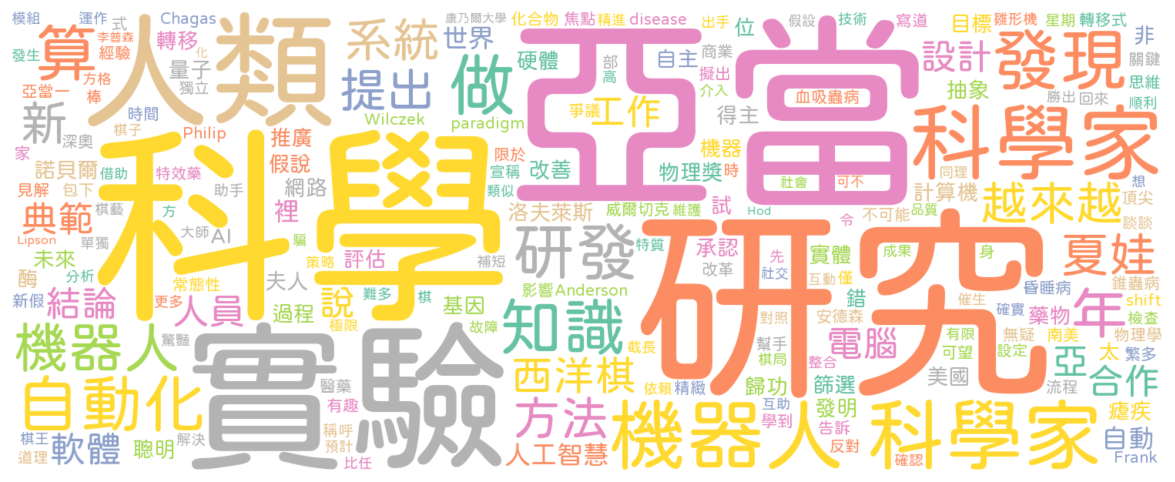 模組 運作 式 Chagas 康乃爾大學 化合物 焦點 精進 disease 出手 假設 技術 寫道 雛形機 星期 轉移式
發生 李普森 轉移 系統 世界 硬體 自主 位 商業 目標 非
算 經驗 化 人類 量子 提出 做 部 高 亞當 設計 發現 關鍵
方格 獨立 擬出 介入 血吸蟲病 抽象 思維
亞當一 棒 時間 Wilczek paradigm 爭議 工作 得主 勝出 回來 順利
新 深奧 棋子 Philip 推廣 限於 機器 科學家
家 諾貝爾 科學 假說 宣稱 改善 物理獎 時 同理 想
見解 包下 借助 特效藥 助手 網路 類似 社會 可不 計算機 越來越 頂尖
典範 棋藝 方 裡 洛夫萊斯 威爾切克 維護 試 Hod 令 不可能 品質 談談
Lipson 單獨 大師 AI 騙 補短 研發 特質 承認 先 實體 成果 身 夏娃
未來 分析 策略 評估 改革 研究 錯 錐蟲病
酶 常態性 夫人 社交 互動 僅 昏睡病
新假 結論 更多 難多 棋 基因 影響 Anderson 催生 確實 年 shift
人員 過程 說 知識 對照 安德森 藥物 檢查
驚豔 極限 故障 截長 幫手 電腦 有限 無疑 南美 物理學
機器人 實驗 棋局 整合 可望 設定 太 繁多
醫藥 西洋棋 依賴 精緻 歸功 篩選 美國 流程 亞 合作
自動化 有趣 方法 互助 發明 瘧疾
棋王 稱呼 學到 告訴 機器人科學家 自動
道理 軟體 聰明 解決 預計 比任 人工智慧 反對 確認 Frank